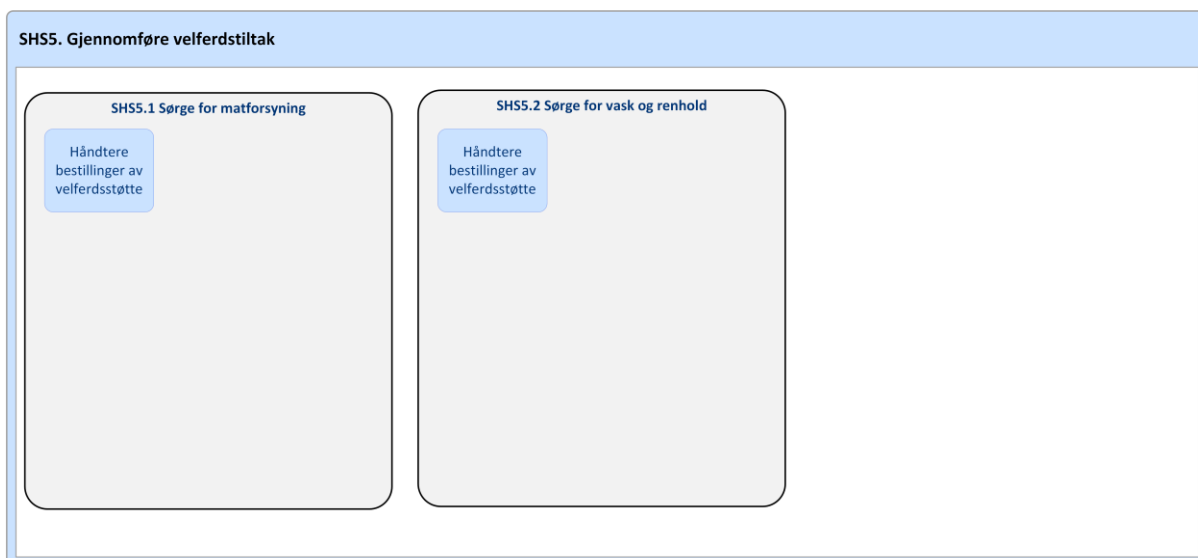 SHS5. Gjennomføre velferdstiltak
SHS5.1 Sørge for matforsyning
Håndtere
bestillinger av
velferdsstøtte
SHS5.2 Sørge for vask og renhold
Håndtere
bestillinger av
velferdsstøtte